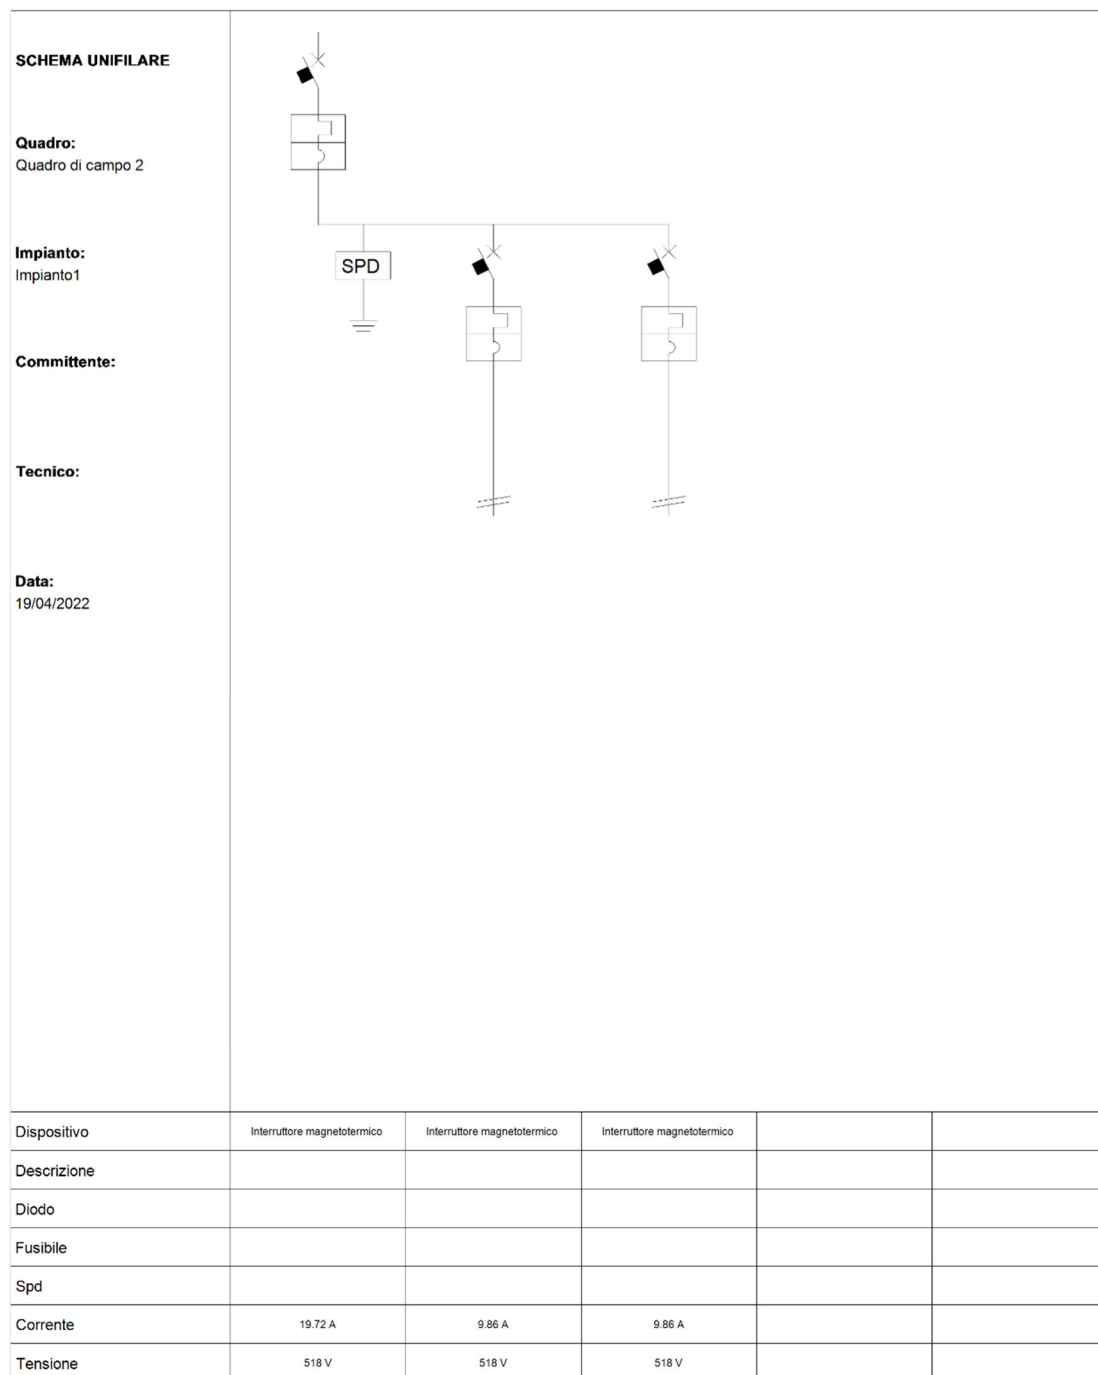 SCHEMA UNIFILARE
Quadro:
Quadro di campo 2
Impianto:
Impianto1
SPD
Committente:
Tecnico:
Data:
19/04/2022
Dispositivo Interruttore magnetotermico Interruttore magnetotermico Interruttore magnetotermico
Descrizione
Diodo
Fusibile
Spd
Corrente 19.72 A 9.86 A 9.86 A
Tensione 518 V 518 V 518 V